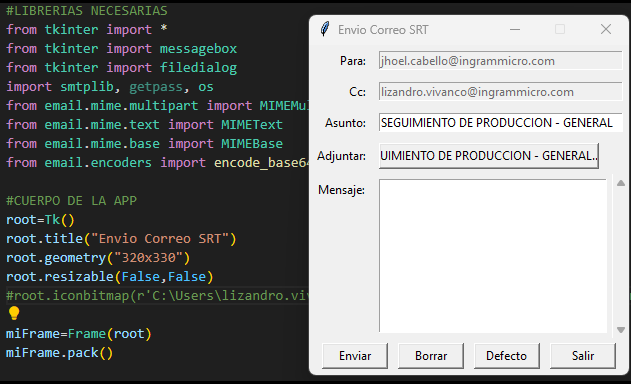 #LIBRERIAS NECESARIAS
from tkinter import *
from tkinter import messagebox
from tkinter import filedialog
import smtplib, getpass, os
from email.mime.multipart import MIMEMu
from email.mime.text import MIMEText
from email.mime.base import MIMEBase
from email.encoders import encode_base64
#CUERPO DE LA APP
root=Tk()
root.title("Envio Correo SRT")
root.geometry("320x330")
root.resizable(False,False)
#root.iconbitmap(r'C:\Users\lizandro.viv
miFrame=Frame(root)
miFrame.pack()
Envio Correo SRT
Para: jhoel.cabello@ingrammicro.com
Cc: lizandro.vivanco@ingrammicro.com
Asunto: SEGUIMIENTO DE PRODUCCION - GENERAL
Adjuntar: UIMIENTO DE PRODUCCION - GENERAL..
Mensaje:
Enviar Borrar Defecto Salir